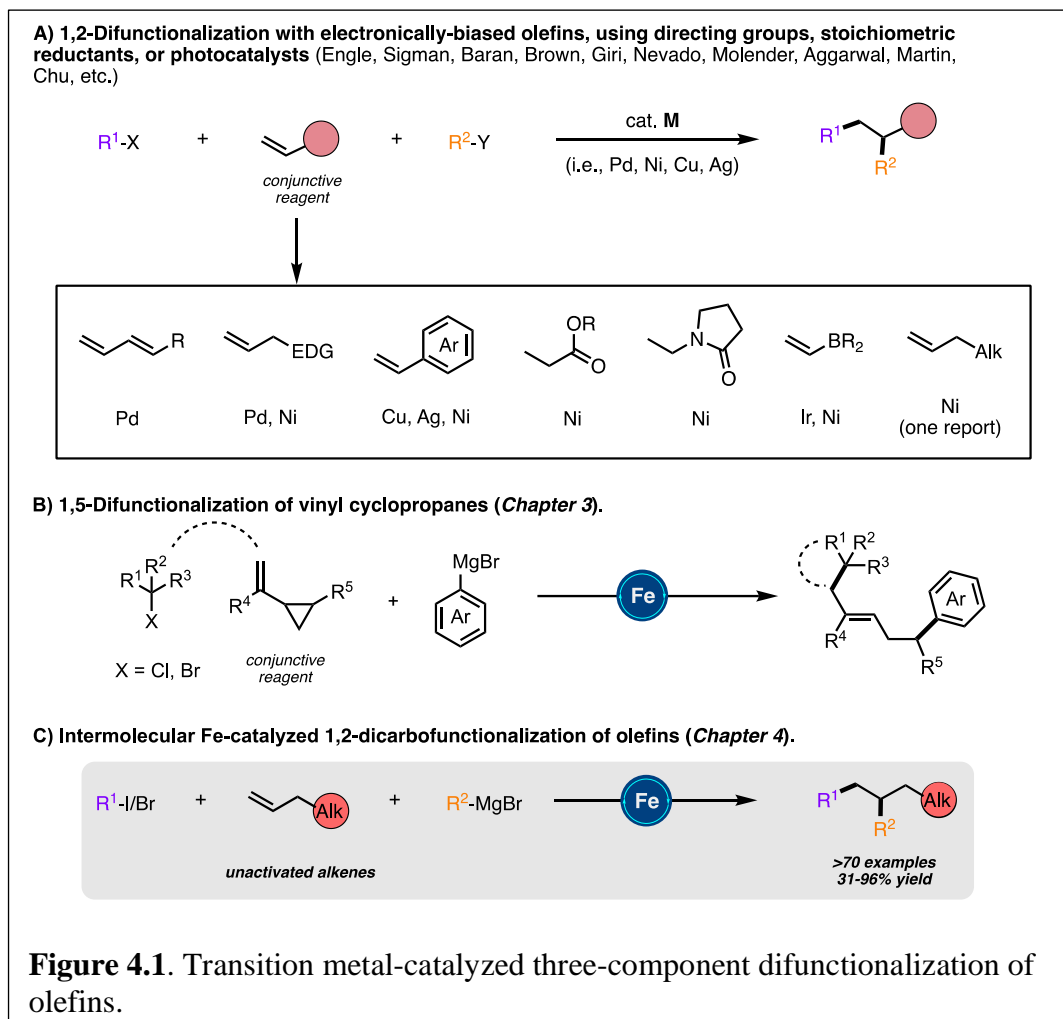 A) 1,2-Difunctionalization with electronically-biased olefins, using directing groups, stoichiometric
reductants, or photocatalysts (Engle, Sigman, Baran, Brown, Giri, Nevado, Molender, Aggarwal, Martin,
Chu, etc.)
R¹-X + + R²-Y cat. M
(i.e., Pd, Ni, Cu, Ag)
R¹
R²
conjunctive
reagent
R EDG Ar OR O N O BR₂ Alk
Pd Pd, Ni Cu, Ag, Ni Ni Ni Ir, Ni Ni
(one report)
B) 1,5-Difunctionalization of vinyl cyclopropanes (Chapter 3).
R¹ R² R³
X
R⁴ R⁵
+
MgBr
Ar
Fe
R¹ R²
R³
R⁴
Ar
R⁵
X = Cl, Br
conjunctive
reagent
C) Intermolecular Fe-catalyzed 1,2-dicarbofunctionalization of olefins (Chapter 4).
R¹-I/Br + Alk + R²-MgBr Fe R¹ R² Alk
unactivated alkenes
>70 examples
31-96% yield
Figure 4.1. Transition metal-catalyzed three-component difunctionalization of
olefins.